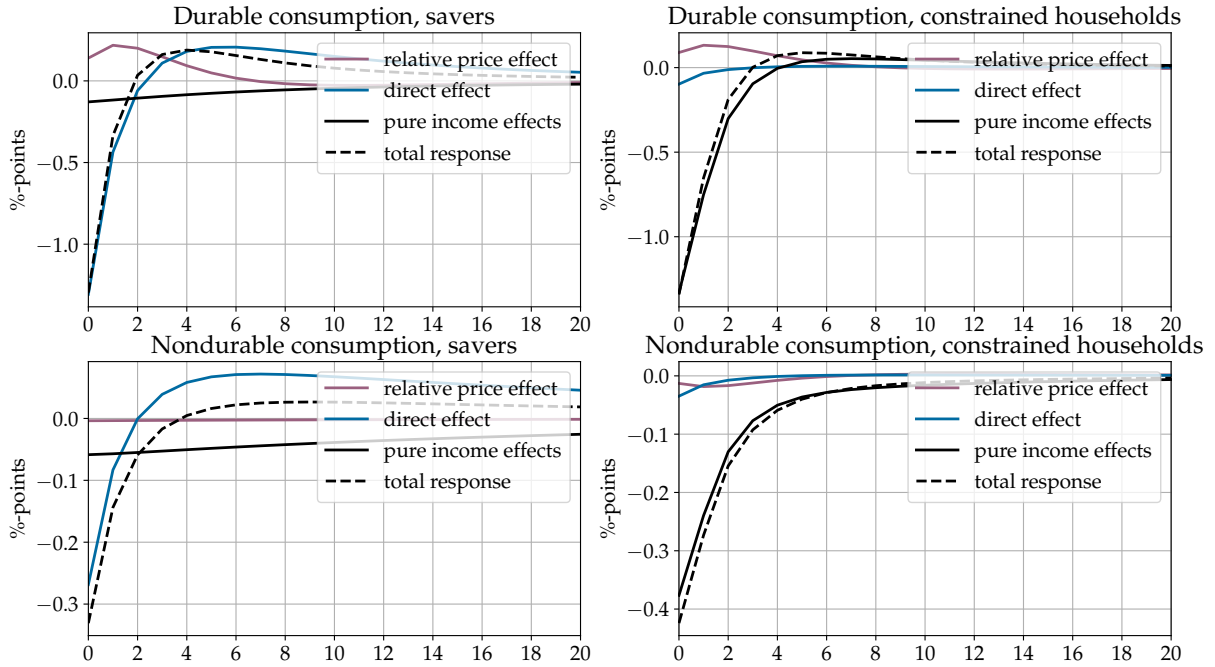 Durable consumption, savers
%-points
0.0
−0.5
−1.0
relative price effect
direct effect
pure income effects
total response
0 2 4 6 8 10 12 14 16 18 20
Durable consumption, constrained households
%-points
0.0
−0.5
−1.0
relative price effect
direct effect
pure income effects
total response
0 2 4 6 8 10 12 14 16 18 20
Nondurable consumption, savers
%-points
0.0
−0.1
−0.2
−0.3
relative price effect
direct effect
pure income effects
total response
0 2 4 6 8 10 12 14 16 18 20
Nondurable consumption, constrained households
%-points
0.0
−0.1
−0.2
−0.3
−0.4
relative price effect
direct effect
pure income effects
total response
0 2 4 6 8 10 12 14 16 18 20